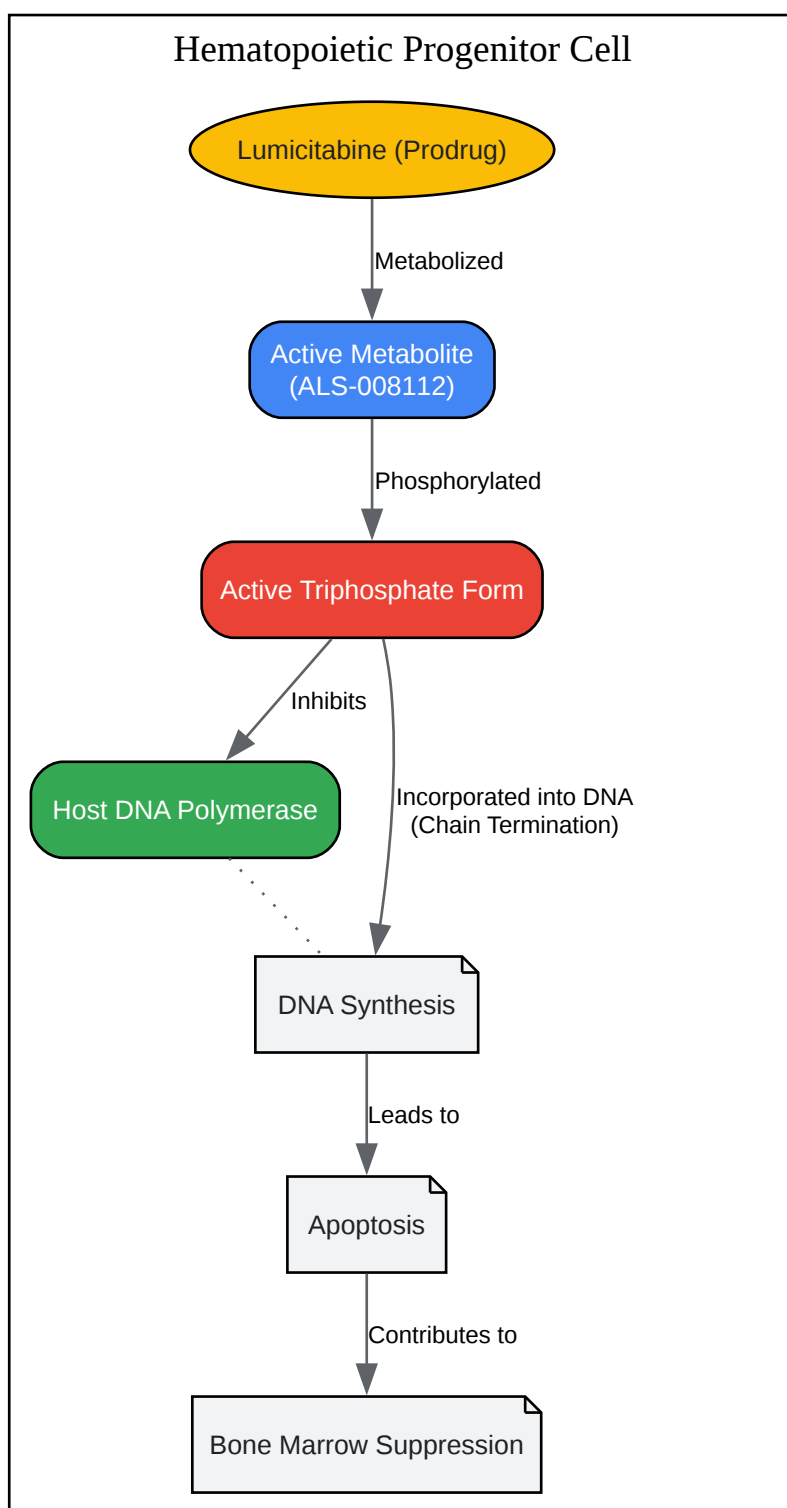 Hematopoietic Progenitor Cell
Lumicitabine (Prodrug)
Metabolized
Active Metabolite
(ALS-008112)
Phosphorylated
Active Triphosphate Form
Inhibits
Host DNA Polymerase
Incorporated into DNA
(Chain Termination)
DNA Synthesis
Leads to
Apoptosis
Contributes to
Bone Marrow Suppression